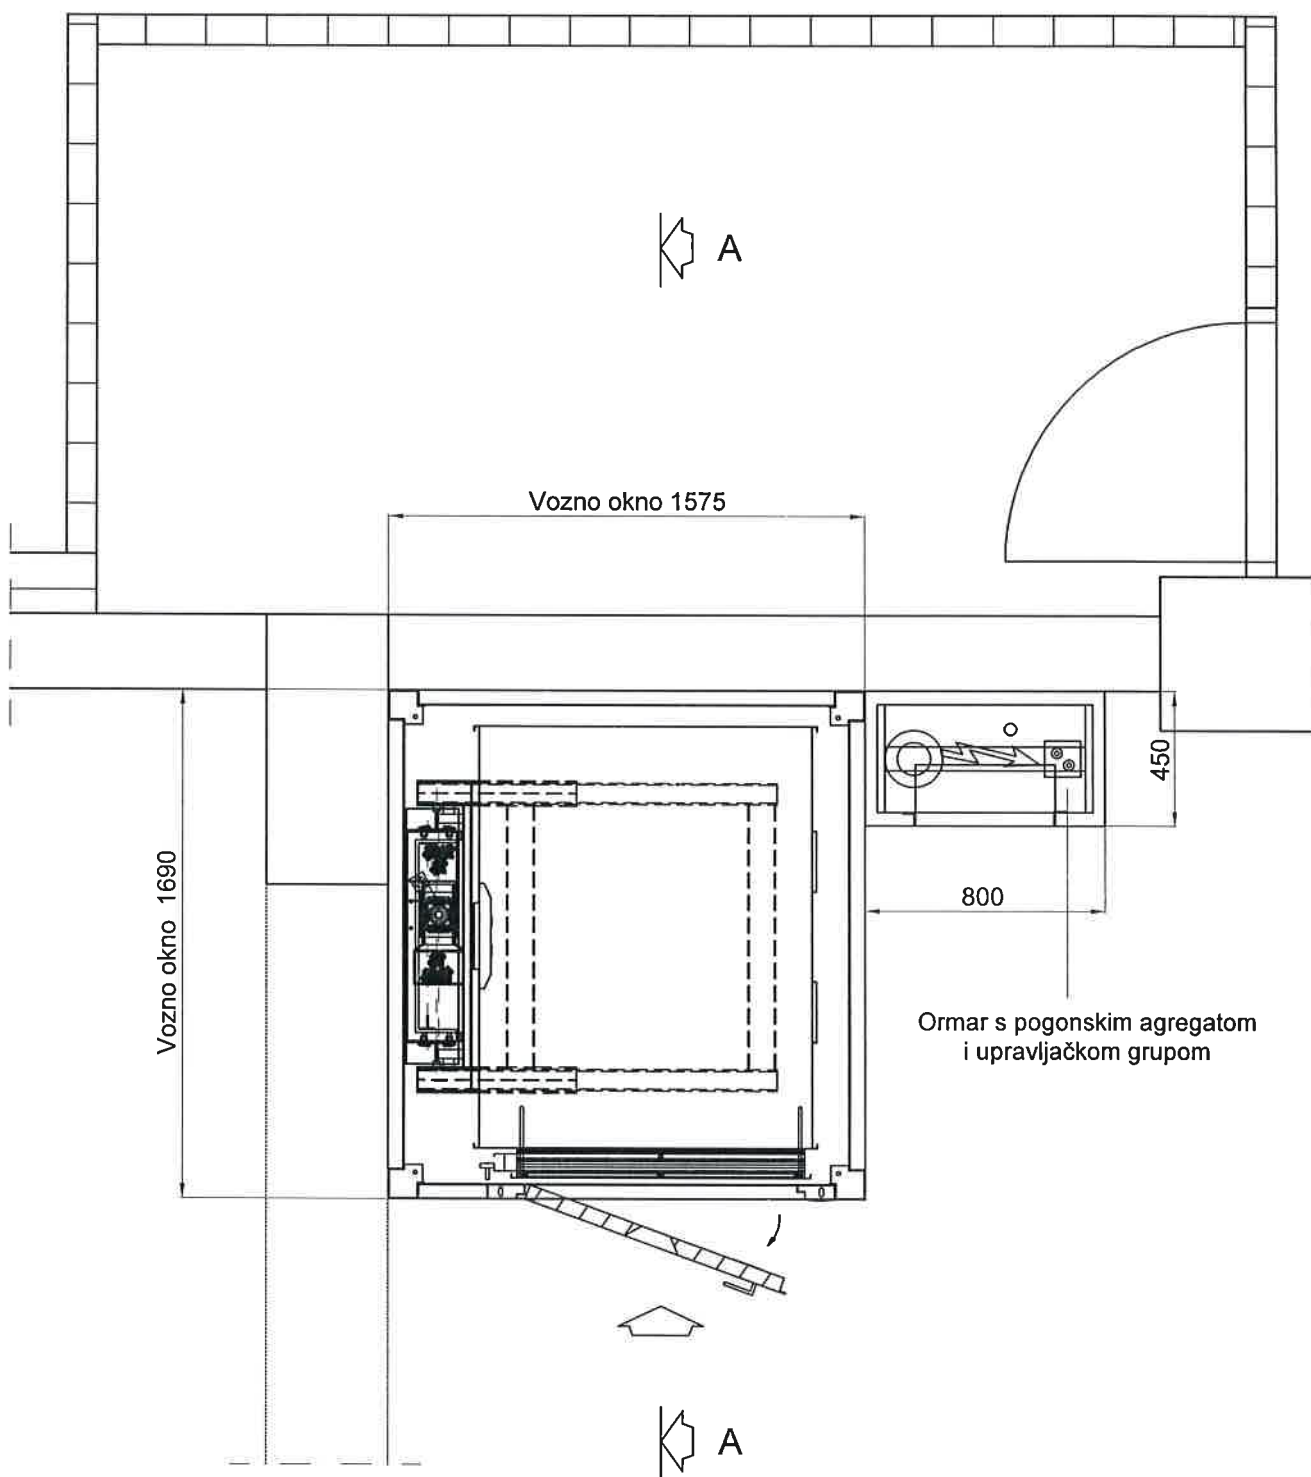 A
Vozno okno 1575
450
Vozno okno 1690
800
Ormar s pogonskim agregatom
i upravljačkom grupom
A